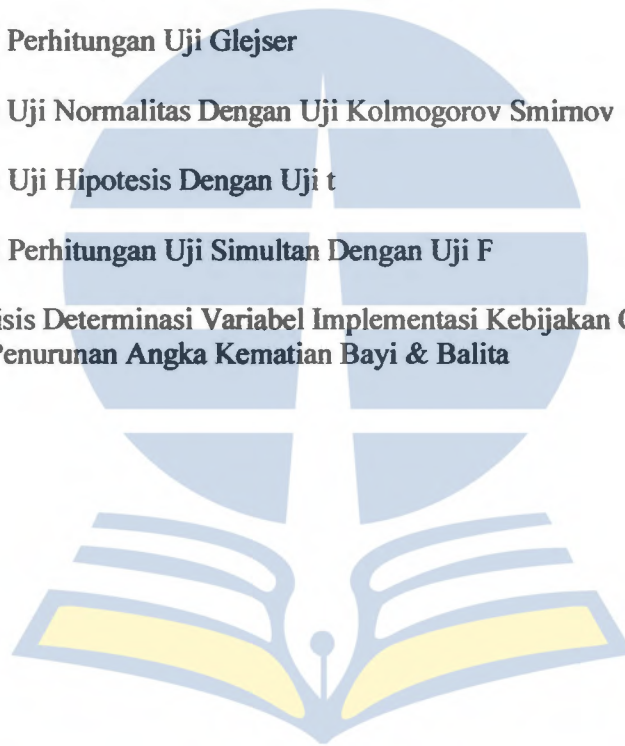 Perhitungan Uji Glejser
Uji Normalitas Dengan Uji Kolmogorov Smirnov
Uji Hipotesis Dengan Uji t
Perhitungan Uji Simultan Dengan Uji F
isis Determinasi Variabel Implementasi Kebijakan
Penurunan Angka Kematian Bayi & Balita